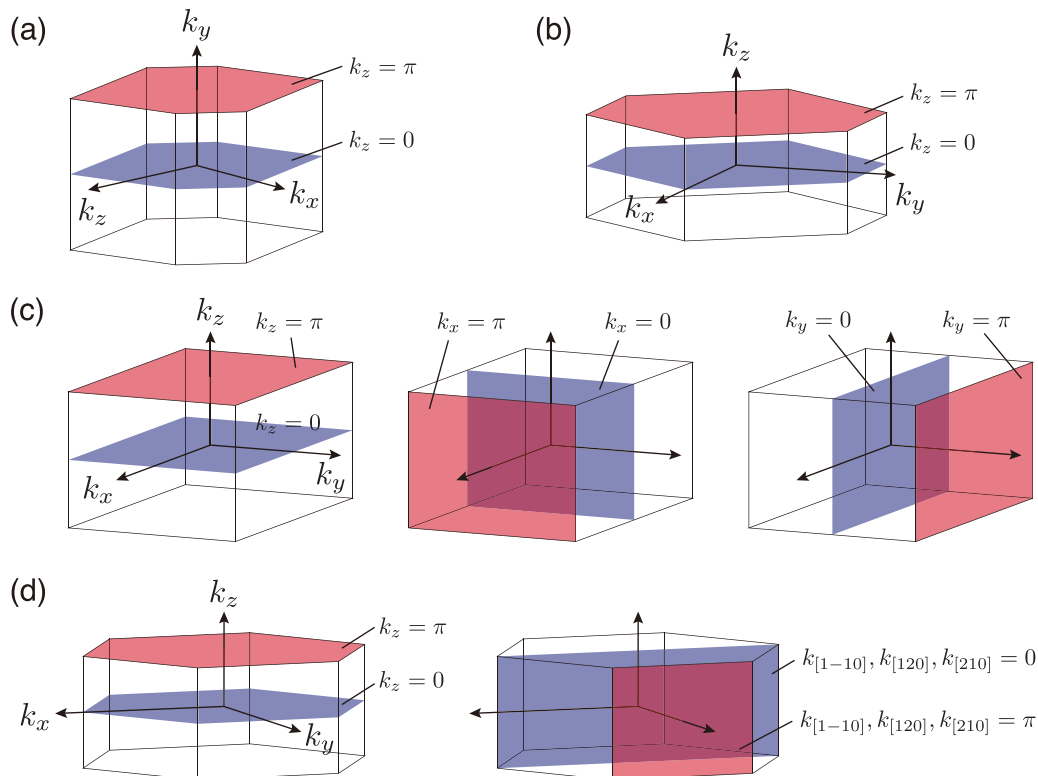 (a)
k_y
k_z = π
k_z = 0
k_z
k_x
(b)
k_z
k_z = π
k_z = 0
k_x
k_y
(c)
k_z
k_z = π
k_z = 0
k_x
k_y
k_x = π
k_x = 0
k_y = 0
k_y = π
(d)
k_z
k_z = π
k_z = 0
k_x
k_y
k_[1−10], k_[120], k_[210] = 0
k_[1−10], k_[120], k_[210] = π